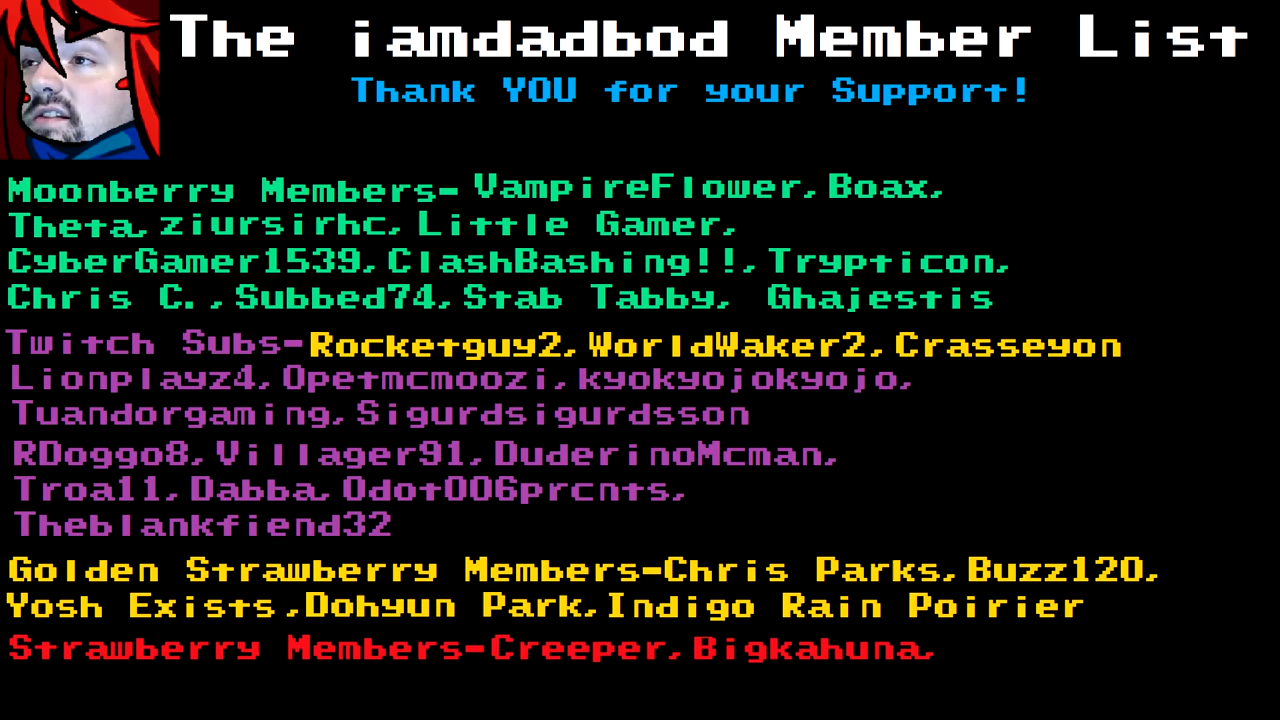 The iamdadbod Member List
Thank YOU for your Support!
Moonberry Members- VampireFlower, Boax,
Theta, ziursirhc, Little Gamer,
CyberGamer1539, ClashBashing!!, Trypticon,
Chris C., Subbed74, Stab Tabby, Ghajestis
Twitch Subs- Rocketguy2, WorldWaker2, Crasseyon
Lionplayz4, Opetmcmoozi, kyokyojokyojo,
Tuandorgaming, Sigurdsigurdsson
RDoggo8, Villager91, DuderinoMcman,
Troa11, Dabba, Odot006prcnts,
Theblankfiend32
Golden Strawberry Members-Chris Parks, Buzz120,
Yosh Exists, Dohyun Park, Indigo Rain Poirier
Strawberry Members-Creeper, Bigkahuna,